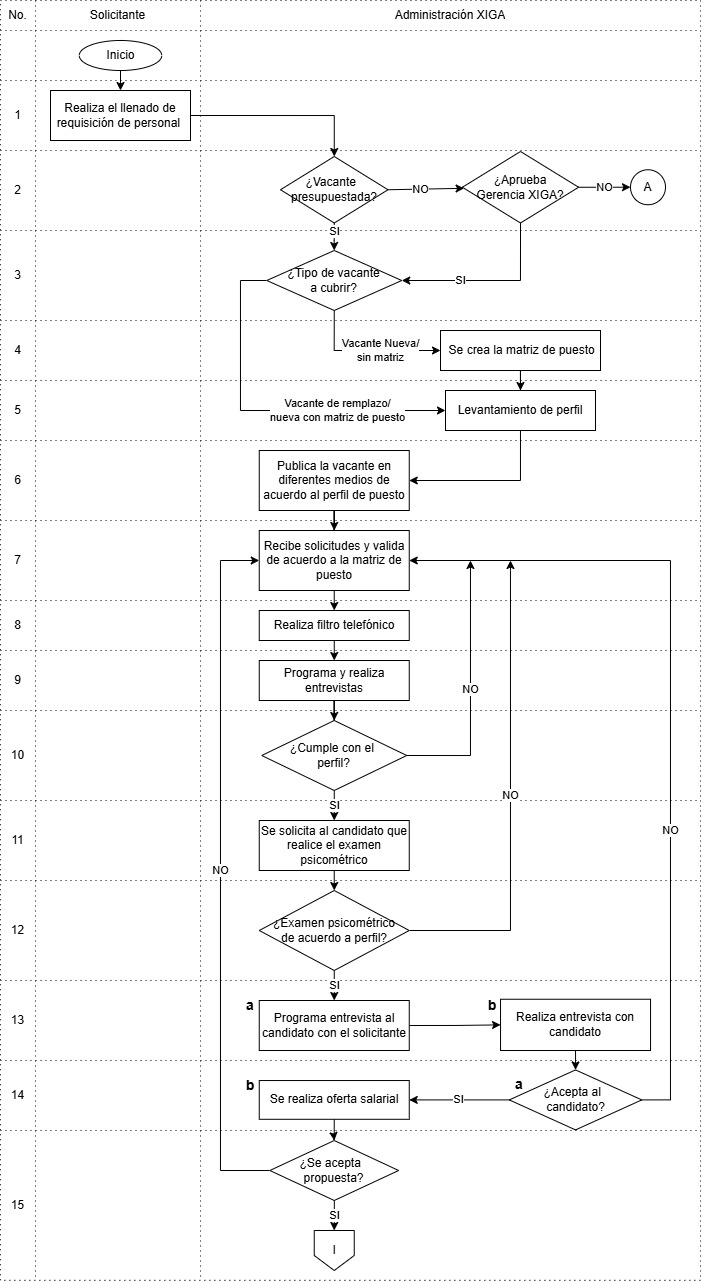 No.
Solicitante
Administración XIGA
Inicio
1
Realiza el llenado de
requisición de personal
2
¿Vacante
presupuestada?
NO
¿Aprueba
Gerencia XIGA?
NO
A
SI
3
¿Tipo de vacante
a cubrir?
SI
4
Vacante Nueva/
sin matriz
Se crea la matriz de puesto
5
Vacante de remplazo/
nueva con matriz de puesto
Levantamiento de perfil
6
Publica la vacante en
diferentes medios de
acuerdo al perfil de puesto
7
Recibe solicitudes y valida
de acuerdo a la matriz de
puesto
8
Realiza filtro telefónico
9
Programa y realiza
entrevistas
NO
10
¿Cumple con el
perfil?
SI
NO
11
Se solicita al candidato que
realice el examen
psicométrico
NO
NO
12
¿Examen psicométrico
de acuerdo a perfil?
SI
13
a
Programa entrevista al
candidato con el solicitante
b
Realiza entrevista con
candidato
14
b
Se realiza oferta salarial
SI
a
¿Acepta al
candidato?
15
¿Se acepta
propuesta?
SI
I